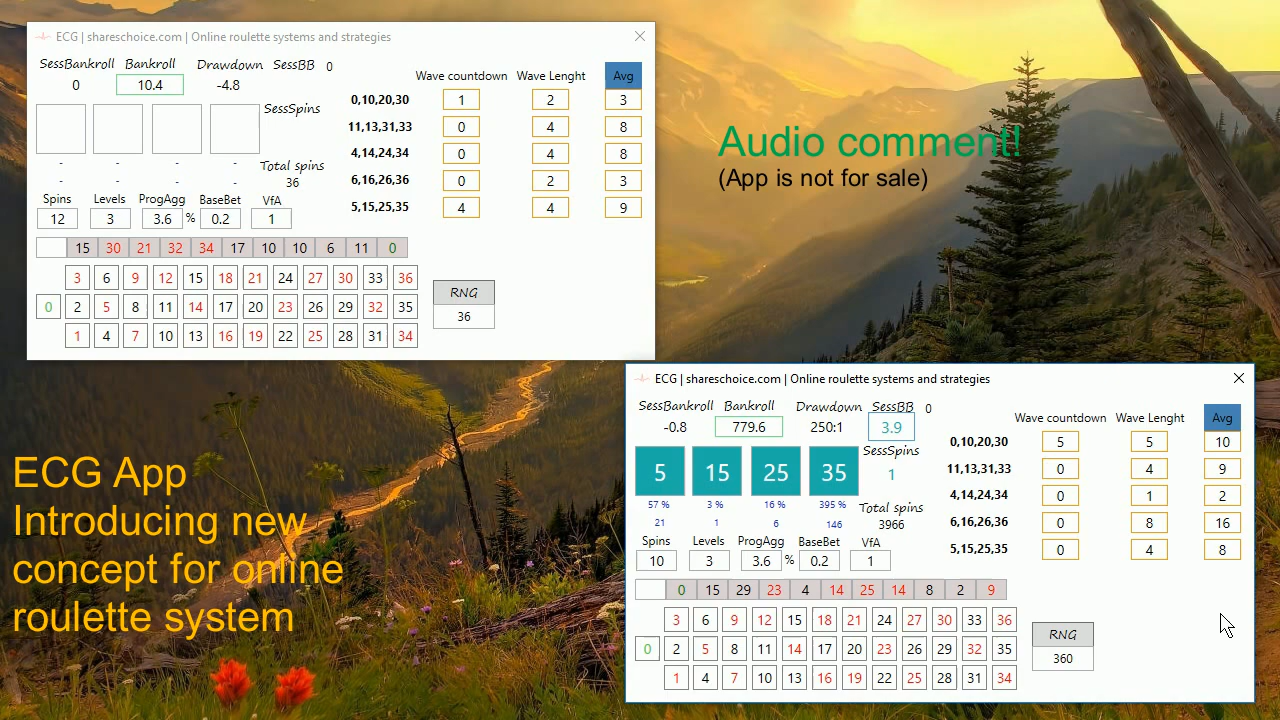 ECG | shareschoice.com | Online roulette systems and strategies
SessBankroll Bankroll Drawdown SessBB 0
0 10.4 -4.8
Wave countdown Wave Lenght Avg
0,10,20,30 1 2 3
SessSpins
11,13,31,33 0 4 8
4,14,24,34 0 4 8
- - - - Total spins
6,16,26,36 0 2 3
- - - - 36
Spins Levels ProgAgg BaseBet VfA
5,15,25,35 4 4 9
12 3 3.6 % 0.2 1
15 30 21 32 34 17 10 10 6 11 0
3 6 9 12 15 18 21 24 27 30 33 36
RNG
0 2 5 8 11 14 17 20 23 26 29 32 35
36
1 4 7 10 13 16 19 22 25 28 31 34
Audio comment!
(App is not for sale)
ECG App
Introducing new
concept for online
roulette system
ECG | shareschoice.com | Online roulette systems and strategies
SessBankroll Bankroll Drawdown SessBB 0
-0.8 779.6 250:1 3.9
Wave countdown Wave Lenght Avg
0,10,20,30 5 5 10
SessSpins
5 15 25 35
11,13,31,33 0 4 9
1
4,14,24,34 0 1 2
57 % 3 % 16 % 395 % Total spins
6,16,26,36 0 8 16
21 1 6 146 3966
Spins Levels ProgAgg BaseBet VfA
5,15,25,35 0 4 8
10 3 3.6 % 0.2 1
0 15 29 23 4 14 25 14 8 2 9
3 6 9 12 15 18 21 24 27 30 33 36
RNG
0 2 5 8 11 14 17 20 23 26 29 32 35
360
1 4 7 10 13 16 19 22 25 28 31 34